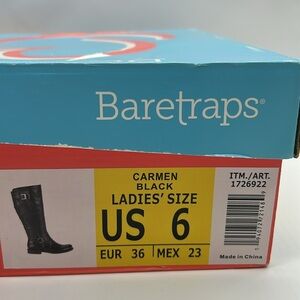 Baretraps®
CARMEN
BLACK
LADIES' SIZE
US 6
EUR 36 MEX 23
ITM./ART.
1726922
Made in China